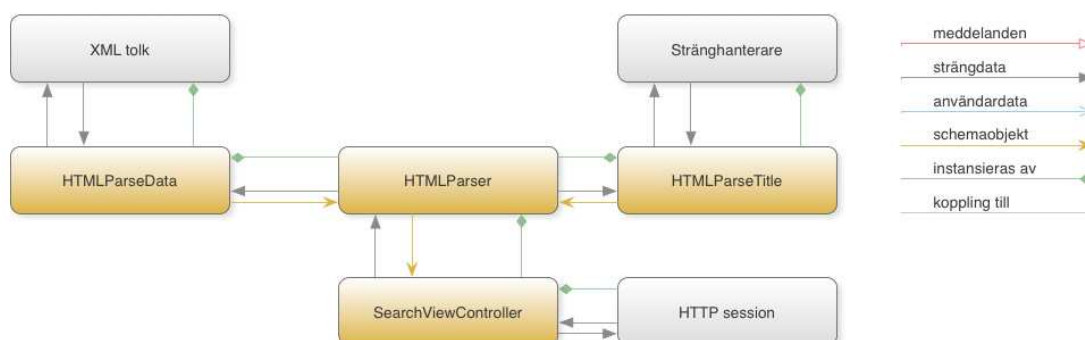 XML tolk
Stränghanterare
HTMLParseData
HTMLParser
HTMLParseTitle
SearchViewController
HTTP session
meddelanden
strängdata
användardata
schemaobjekt
instansieras av
koppling till